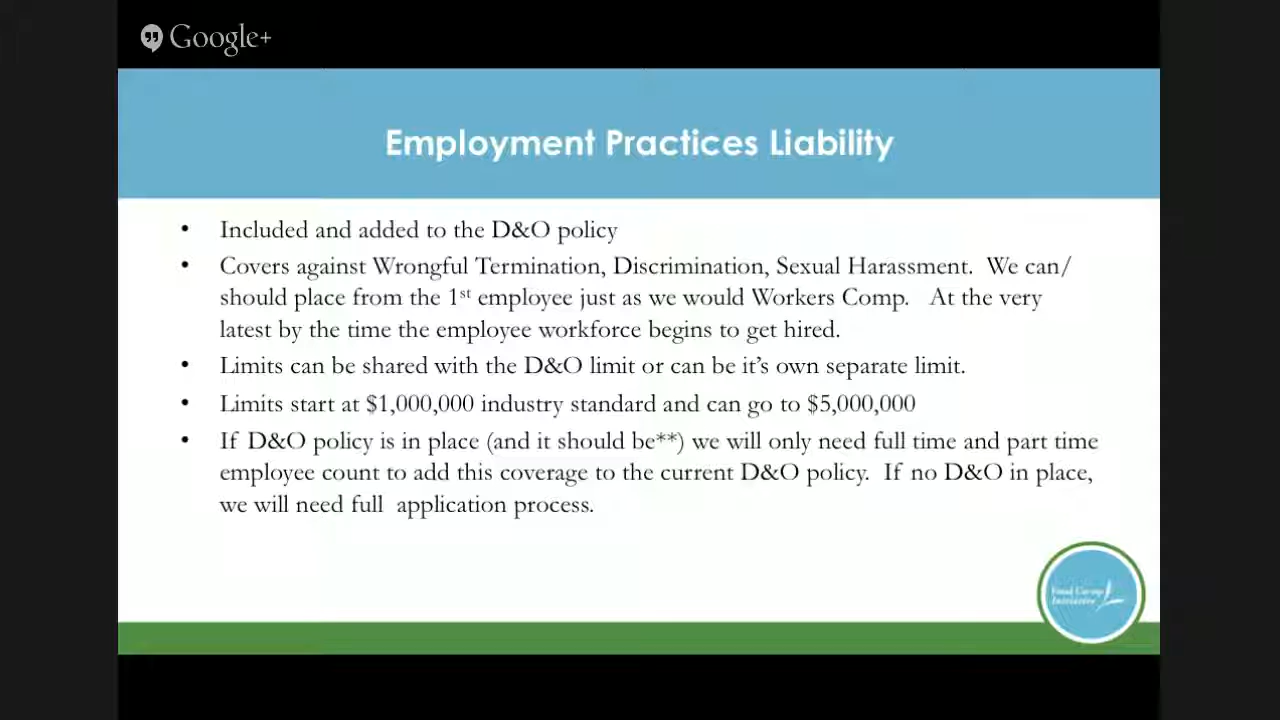 Google+
Employment Practices Liability
• Included and added to the D&O policy
• Covers against Wrongful Termination, Discrimination, Sexual Harassment. We can/
should place from the 1st employee just as we would Workers Comp. At the very
latest by the time the employee workforce begins to get hired.
• Limits can be shared with the D&O limit or can be it's own separate limit.
• Limits start at $1,000,000 industry standard and can go to $5,000,000
• If D&O policy is in place (and it should be**) we will only need full time and part time
employee count to add this coverage to the current D&O policy. If no D&O in place,
we will need full application process.
Food Co-op
Initiative